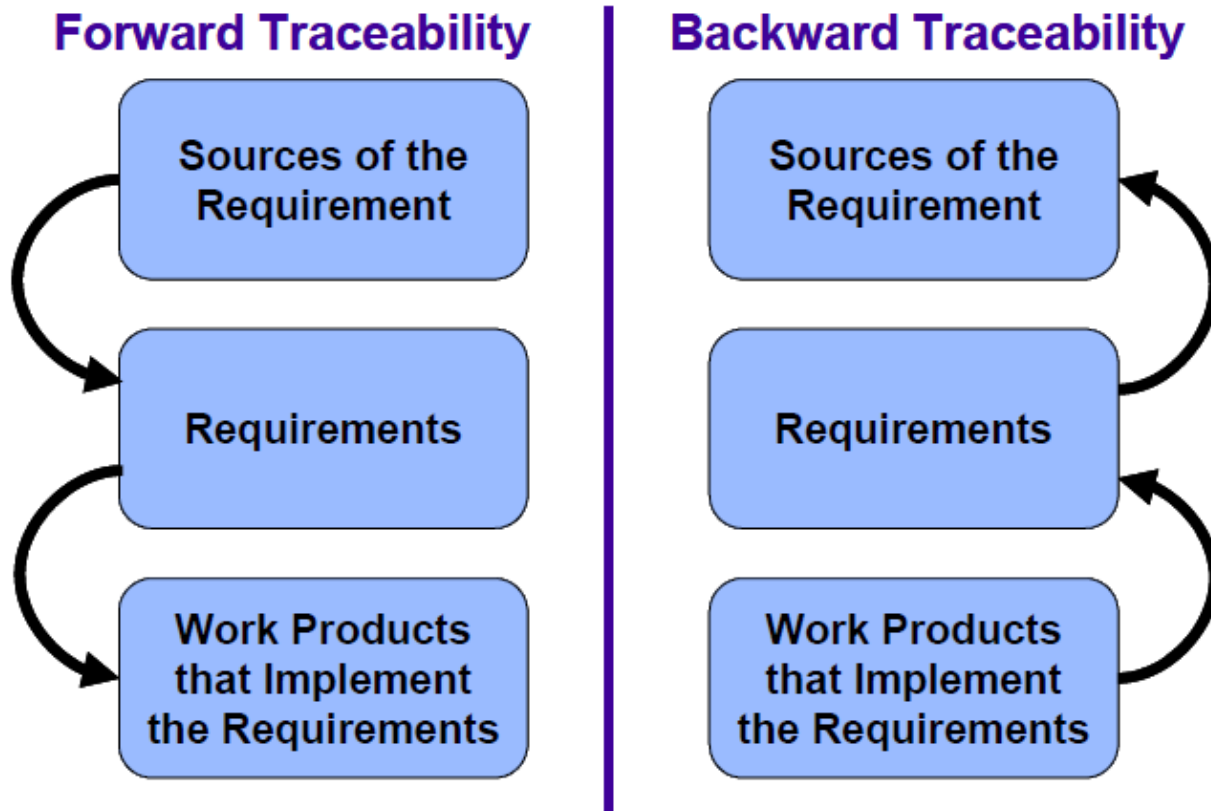 Forward Traceability
Sources of the
Requirement
Requirements
Work Products
that Implement
the Requirements
Backward Traceability
Sources of the
Requirement
Requirements
Work Products
that Implement
the Requirements